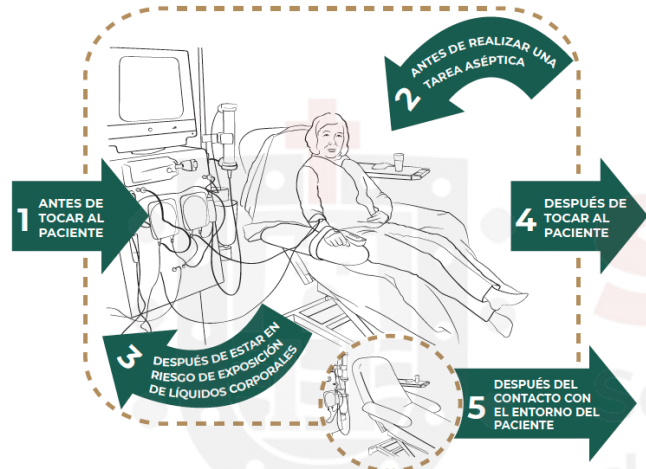 1 ANTES DE
TOCAR AL
PACIENTE
2 ANTES DE REALIZAR UNA
TAREA ASÉPTICA
3 DESPUÉS DE ESTAR EN
RIESGO DE EXPOSICIÓN
DE LÍQUIDOS CORPORALES
4 DESPUÉS DE
TOCAR AL
PACIENTE
5 DESPUÉS DEL
CONTACTO CON
EL ENTORNO DEL
PACIENTE